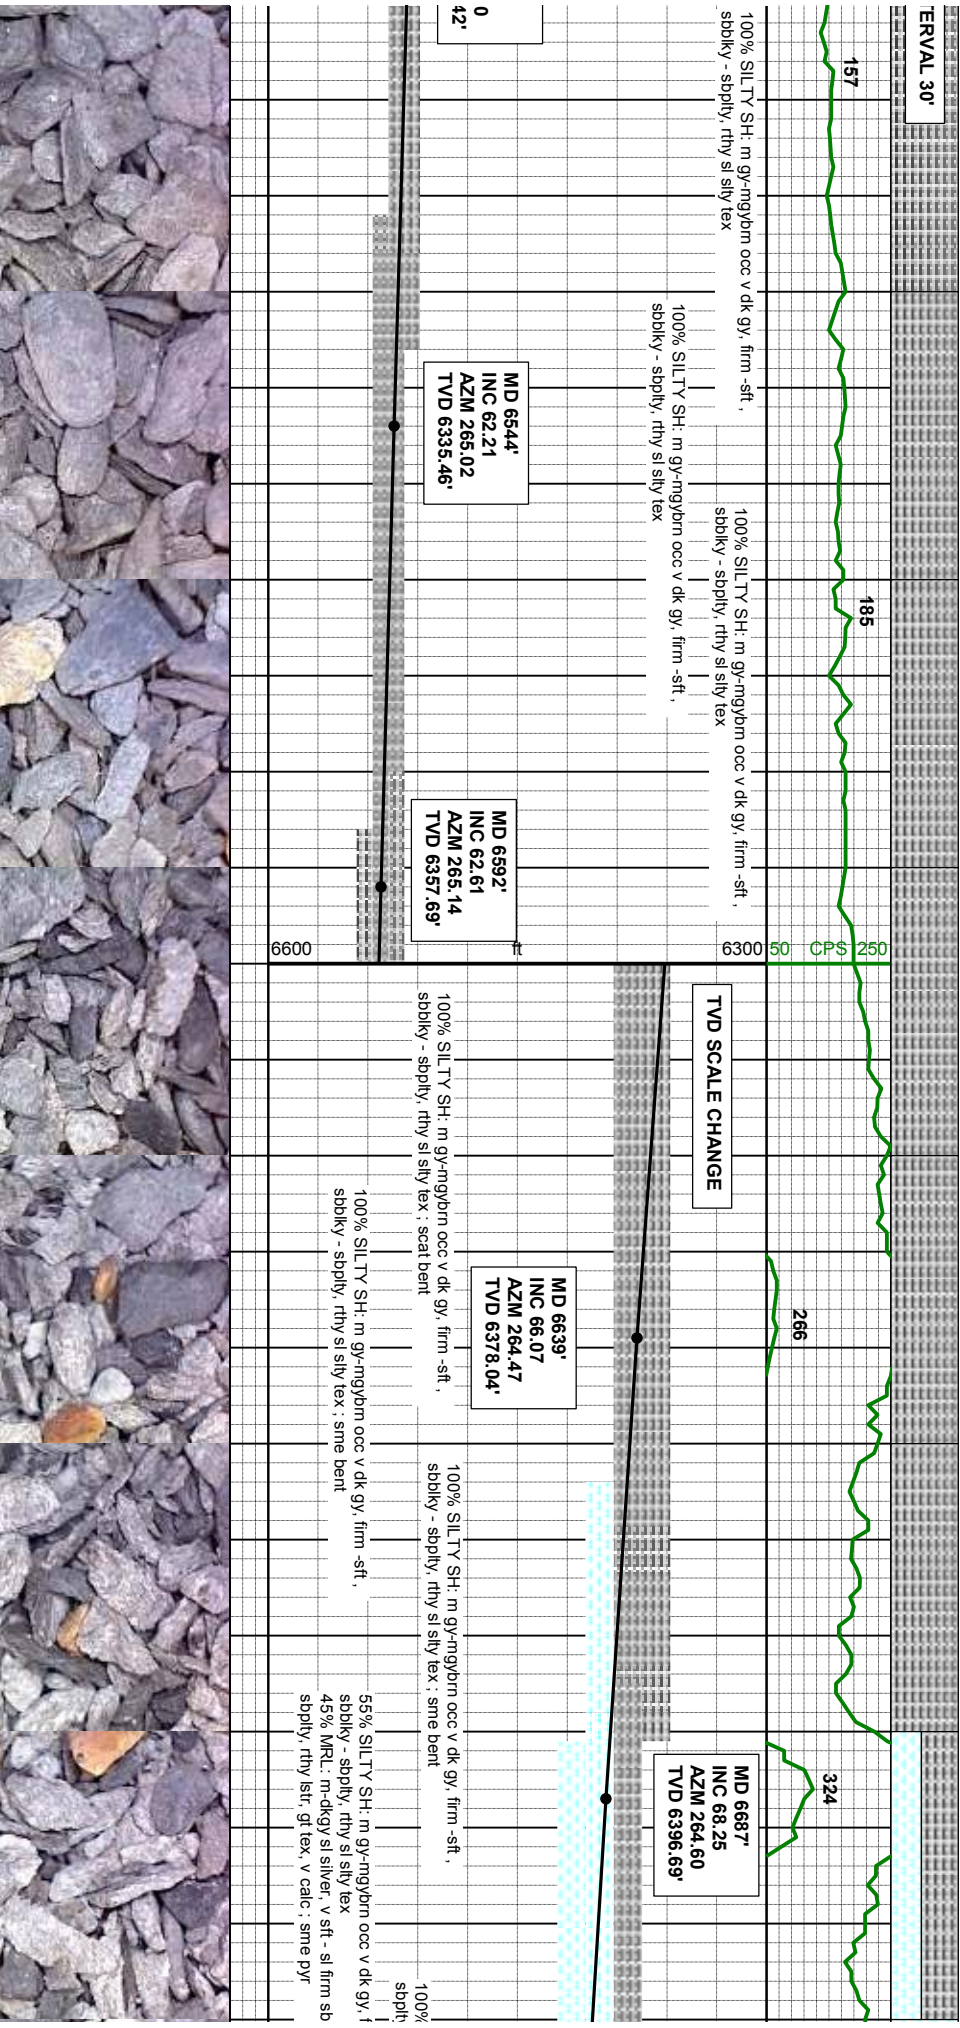 TERVAL 30'
157
185
266
324
0
42'
100% SILTY SH: m gy-mgybrn occ v dk gy, firm -sft ,
sbblky - sbplty, rthy sl slty tex
100% SILTY SH: m gy-mgybrn occ v dk gy, firm -sft ,
sbblky - sbplty, rthy sl slty tex
100% SILTY SH: m gy-mgybrn occ v dk gy, firm -sft ,
sbblky - sbplty, rthy sl slty tex
MD 6544'
INC 62.21
AZM 265.02
TVD 6335.46'
MD 6592'
INC 62.61
AZM 265.14
TVD 6357.69'
6600
ft
6300
50
CPS
250
TVD SCALE CHANGE
100% SILTY SH: m gy-mgybrn occ v dk gy, firm -sft ,
sbblky - sbplty, rthy sl slty tex ; scat bent
100% SILTY SH: m gy-mgybrn occ v dk gy, firm -sft ,
sbblky - sbplty, rthy sl slty tex ; sme bent
MD 6639'
INC 66.07
AZM 264.47
TVD 6378.04'
100% SILTY SH: m gy-mgybrn occ v dk gy, firm -sft ,
sbblky - sbplty, rthy sl slty tex ; sme bent
MD 6687'
INC 68.25
AZM 264.60
TVD 6396.69'
55% SILTY SH: m gy-mgybrn occ v dk gy, f
sbblky - sbplty, rthy sl slty tex
45% MRL: m-dkgy sl silver, v sft - sl firm sb
sbplty, rthy lstr, gt tex, v calc ; sme pyr
100%
sbplty